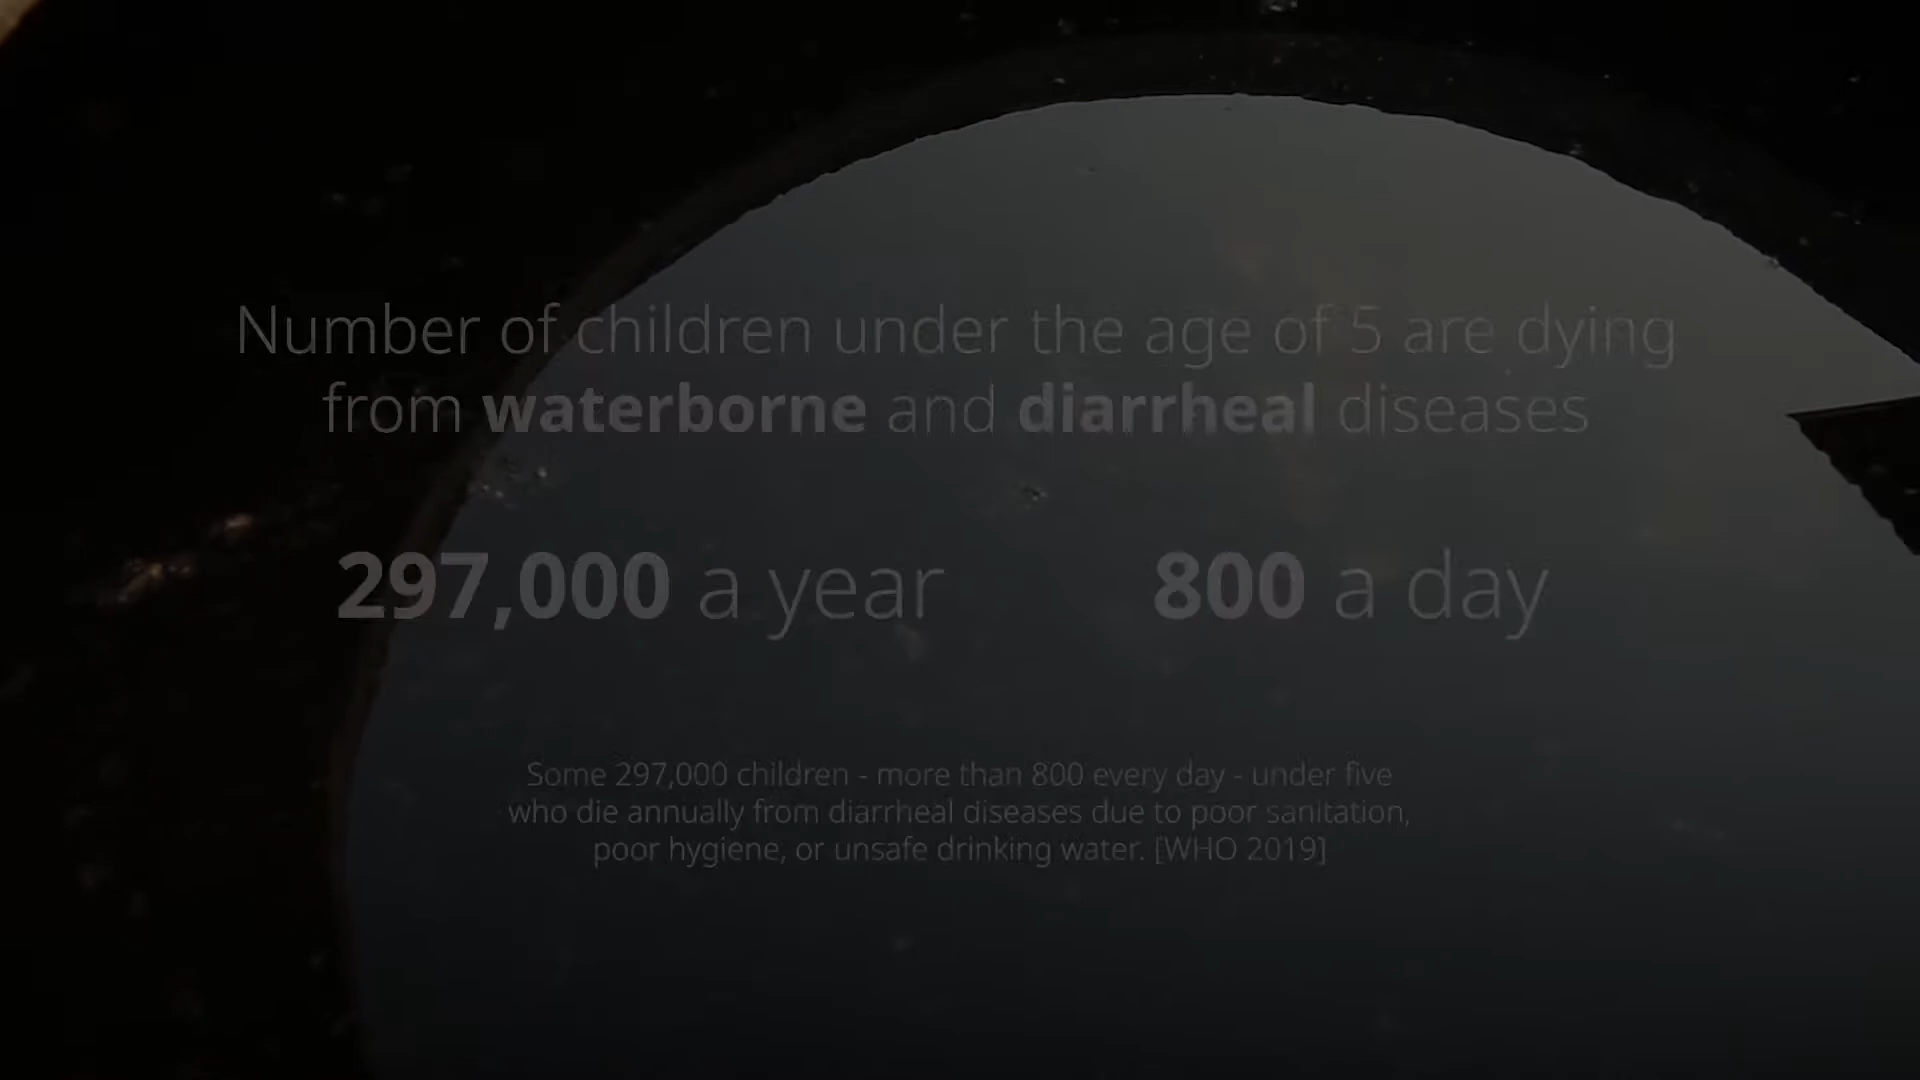 Number of children under the age of 5 are dying
from waterborne and diarrheal diseases
297,000 a year 800 a day
Some 297,000 children - more than 800 every day - under five
who die annually from diarrheal diseases due to poor sanitation,
poor hygiene, or unsafe drinking water. [WHO 2019]